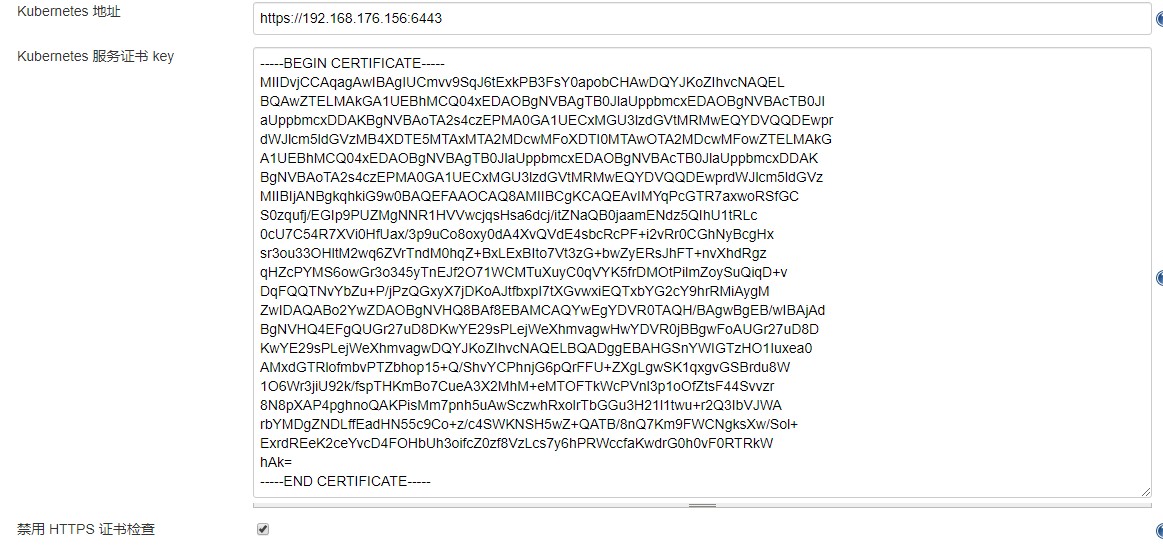 Kubernetes 地址
https://192.168.176.156:6443
Kubernetes 服务证书 key
-----BEGIN CERTIFICATE-----
MIIDvjCCAqagAwIBAgIUCmvv9SqJ6tExkPB3FsY0apobCHAwDQYJKoZIhvcNAQEL
BQAwZTELMAkGA1UEBhMCQ04xEDAOBgNVBAgTB0JlaUppbmcxEDAOBgNVBAcTB0Jl
aUppbmcxDDAKBgNVBAoTA2s4czEPMA0GA1UECxMGU3lzdGVtMRMwEQYDVQQDEwpr
dWJlcm5ldGVzMB4XDTE5MTAxMTA2MDcwMFoXDTI0MTAwOTA2MDcwMFowZTELMAkG
A1UEBhMCQ04xEDAOBgNVBAgTB0JlaUppbmcxEDAOBgNVBAcTB0JlaUppbmcxDDAK
BgNVBAoTA2s4czEPMA0GA1UECxMGU3lzdGVtMRMwEQYDVQQDEwprdWJlcm5ldGVz
MIIBIjANBgkqhkiG9w0BAQEFAAOCAQ8AMIIBCgKCAQEAvIMYqPcGTR7axwoRSfGC
S0zqufj/EGIp9PUZMgNNR1HVVwcjqsHsa6dcj/itZNaQB0jaamENdz5QIhU1tRLc
0cU7C54R7XVi0HfUax/3p9uCo8oxy0dA4XvQVdE4sbcRcPF+i2vRr0CGhNyBcgHx
sr3ou33OHltM2wq6ZVrTndM0hqZ+BxLExBIto7Vt3zG+bwZyERsJhFT+nvXhdRgz
qHZcPYMS6owGr3o345yTnEJf2O71WCMTuXuyC0qVYK5frDMOtPilmZoySuQiqD+v
DqFQQTNvYbZu+P/jPzQGxyX7jDKoAJtfbxpI7tXGvwxiEQTxbYG2cY9hrRMiAygM
ZwIDAQABo2YwZDAOBgNVHQ8BAf8EBAMCAQYwEgYDVR0TAQH/BAgwBgEB/wIBAjAd
BgNVHQ4EFgQUGr27uD8DKwYE29sPLejWeXhmvagwHwYDVR0jBBgwFoAUGr27uD8D
KwYE29sPLejWeXhmvagwDQYJKoZIhvcNAQELBQADggEBAHGSnYWIGTzHO1Iuxea0
AMxdGTRlofmbvPTZbhop15+Q/ShvYCPhnjG6pQrFFU+ZXgLgwSK1qxgvGSBrdu8W
1O6Wr3jiU92k/fspTHKmBo7CueA3X2MhM+eMTOFTkWcPVnI3p1oOfZtsF44Svvzr
8N8pXAP4pghnoQAKPisMm7pnh5uAwSczwhRxolrTbGGu3H21I1twu+r2Q3IbVJWA
rbYMDgZNDLffEadHN55c9Co+z/c4SWKNSH5wZ+QATB/8nQ7Km9FWCNgksXw/Sol+
ExrdREeK2ceYvcD4FOHbUh3oifcZ0zf8VzLcs7y6hPRWccfaKwdrG0h0vF0RTRkW
hAk=
-----END CERTIFICATE-----
禁用 HTTPS 证书检查